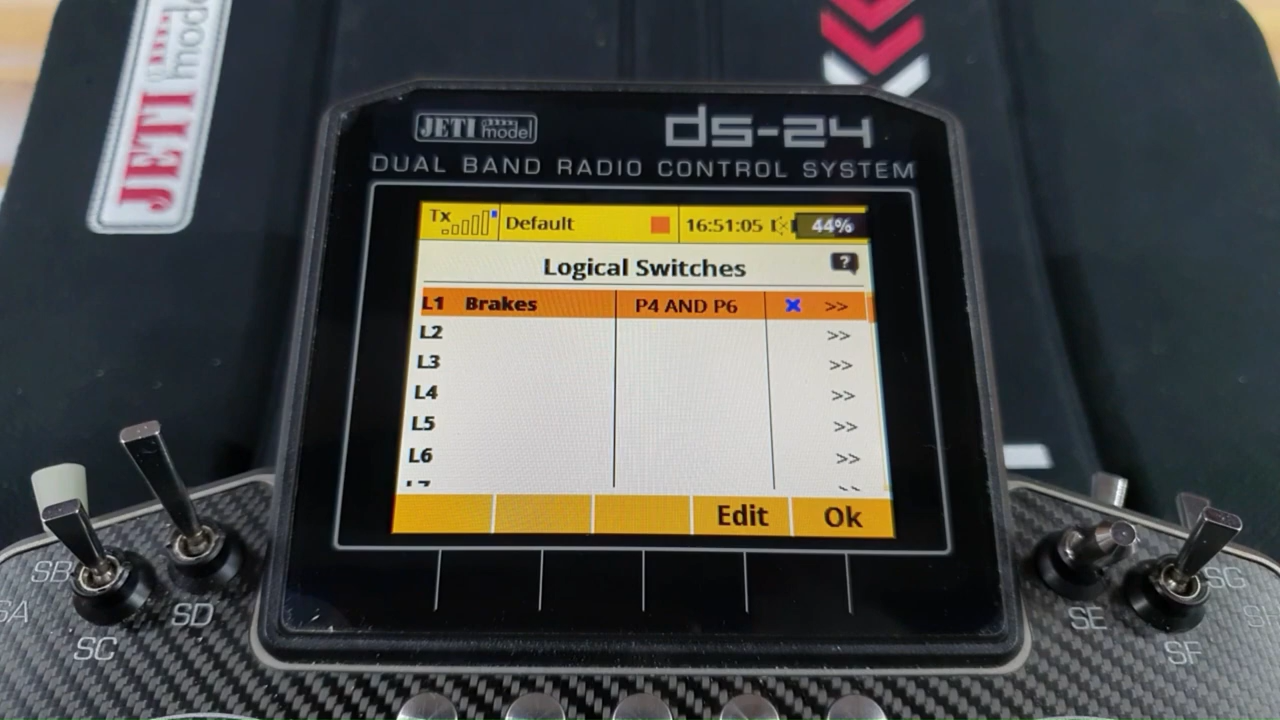 JETI model
JETI model
ds-24
DUAL BAND RADIO CONTROL SYSTEM
Tx Default 16:51:05 44%
Logical Switches ?
L1 Brakes P4 AND P6 >>
L2 >>
L3 >>
L4 >>
L5 >>
L6 >>
Edit Ok
SB
SA
SC
SD
SE
SF
SG